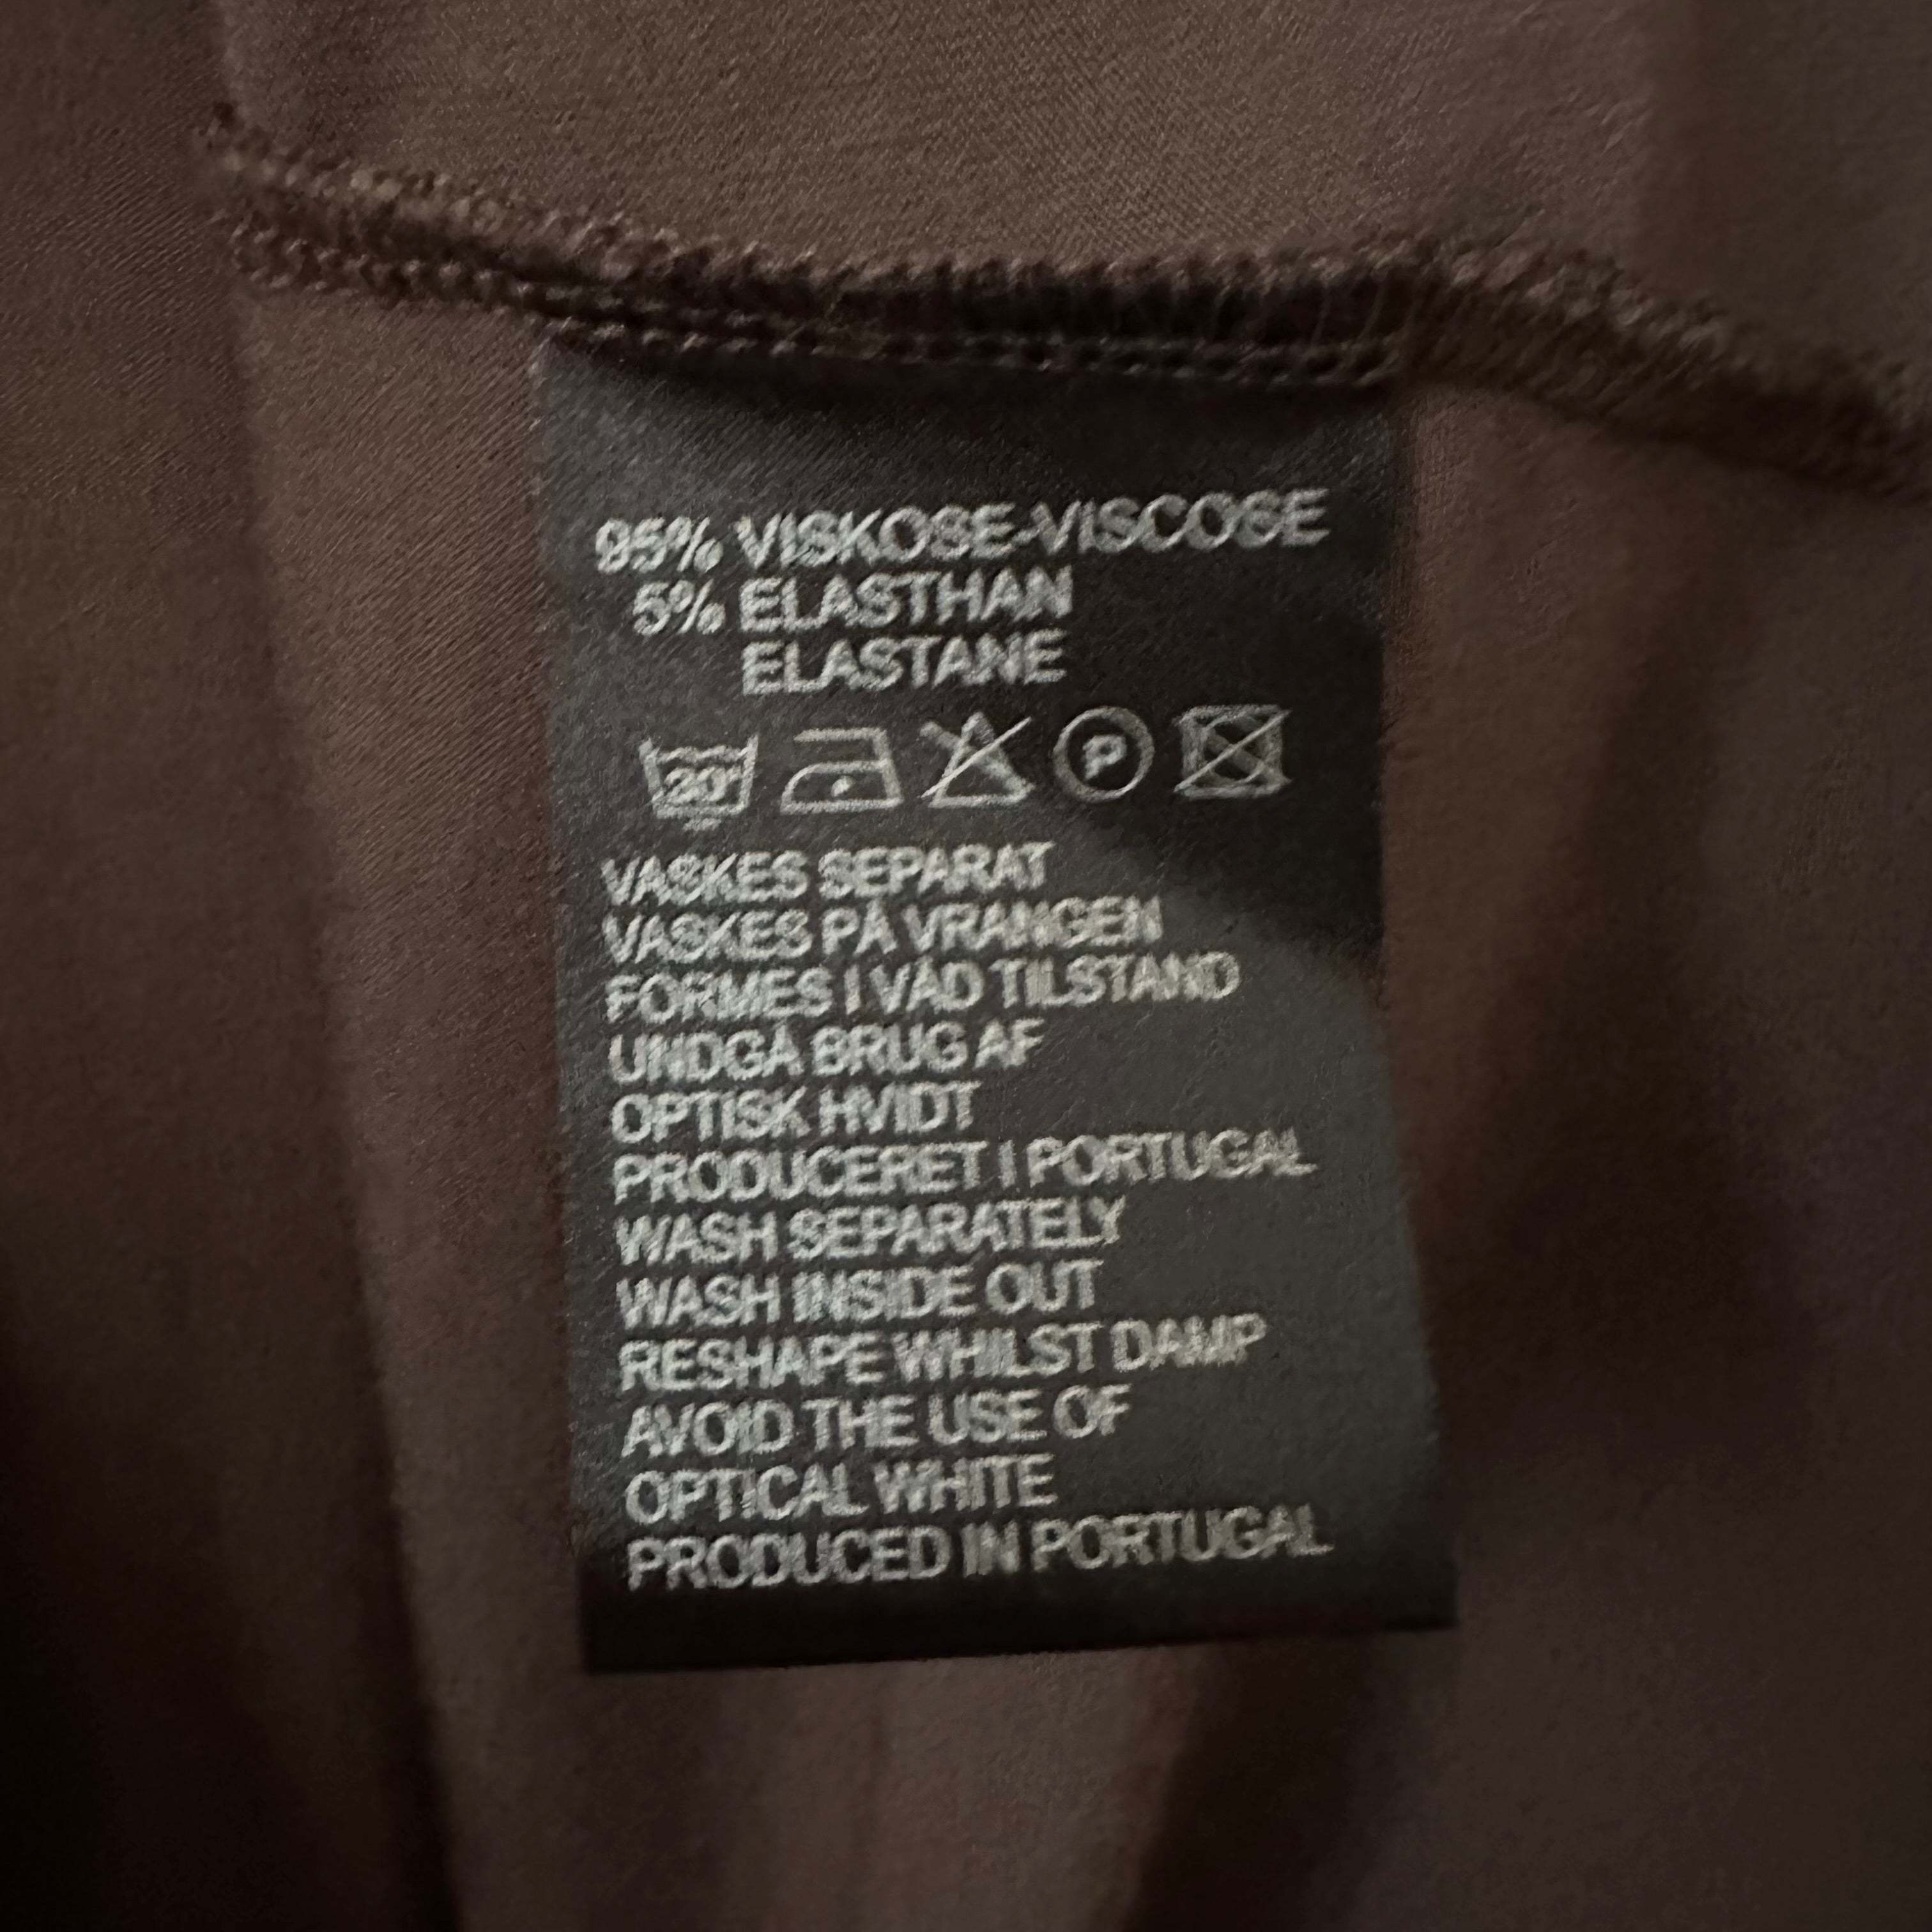 95% VISKOSE-VISCOSE
5% ELASTHAN
ELASTANE
30° P
VASKES SEPARAT
VASKES PÅ VRANGEN
FORMES I VÅD TILSTAND
UNDGÅ BRUG AF
OPTISK HVIDT
PRODUCERET I PORTUGAL
WASH SEPARATELY
WASH INSIDE OUT
RESHAPE WHILST DAMP
AVOID THE USE OF
OPTICAL WHITE
PRODUCED IN PORTUGAL